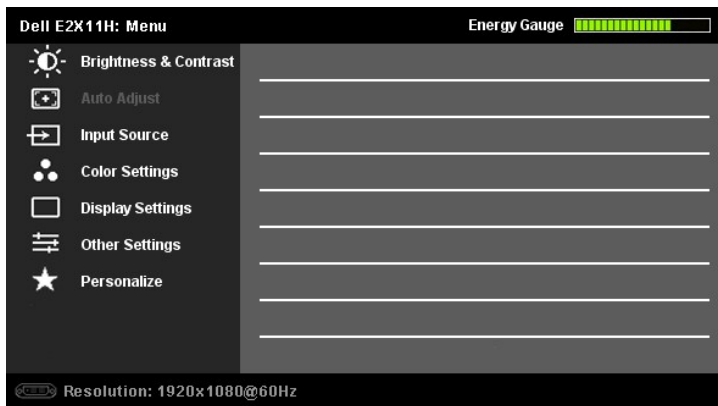 Dell E2X11H: Menu Energy Gauge
Brightness & Contrast
Auto Adjust
Input Source
Color Settings
Display Settings
Other Settings
Personalize
Resolution: 1920x1080@60Hz